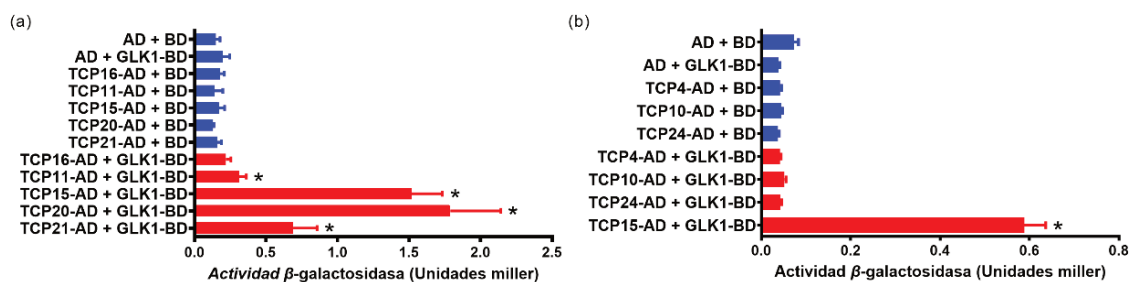 (a)
AD + BD
AD + GLK1-BD
TCP16-AD + BD
TCP11-AD + BD
TCP15-AD + BD
TCP20-AD + BD
TCP21-AD + BD
TCP16-AD + GLK1-BD
TCP11-AD + GLK1-BD *
TCP15-AD + GLK1-BD *
TCP20-AD + GLK1-BD *
TCP21-AD + GLK1-BD *
0.0 0.5 1.0 1.5 2.0 2.5
Actividad β-galactosidasa (Unidades miller)
(b)
AD + BD
AD + GLK1-BD
TCP4-AD + BD
TCP10-AD + BD
TCP24-AD + BD
TCP4-AD + GLK1-BD
TCP10-AD + GLK1-BD
TCP24-AD + GLK1-BD
TCP15-AD + GLK1-BD *
0.0 0.2 0.4 0.6 0.8
Actividad β-galactosidasa (Unidades miller)